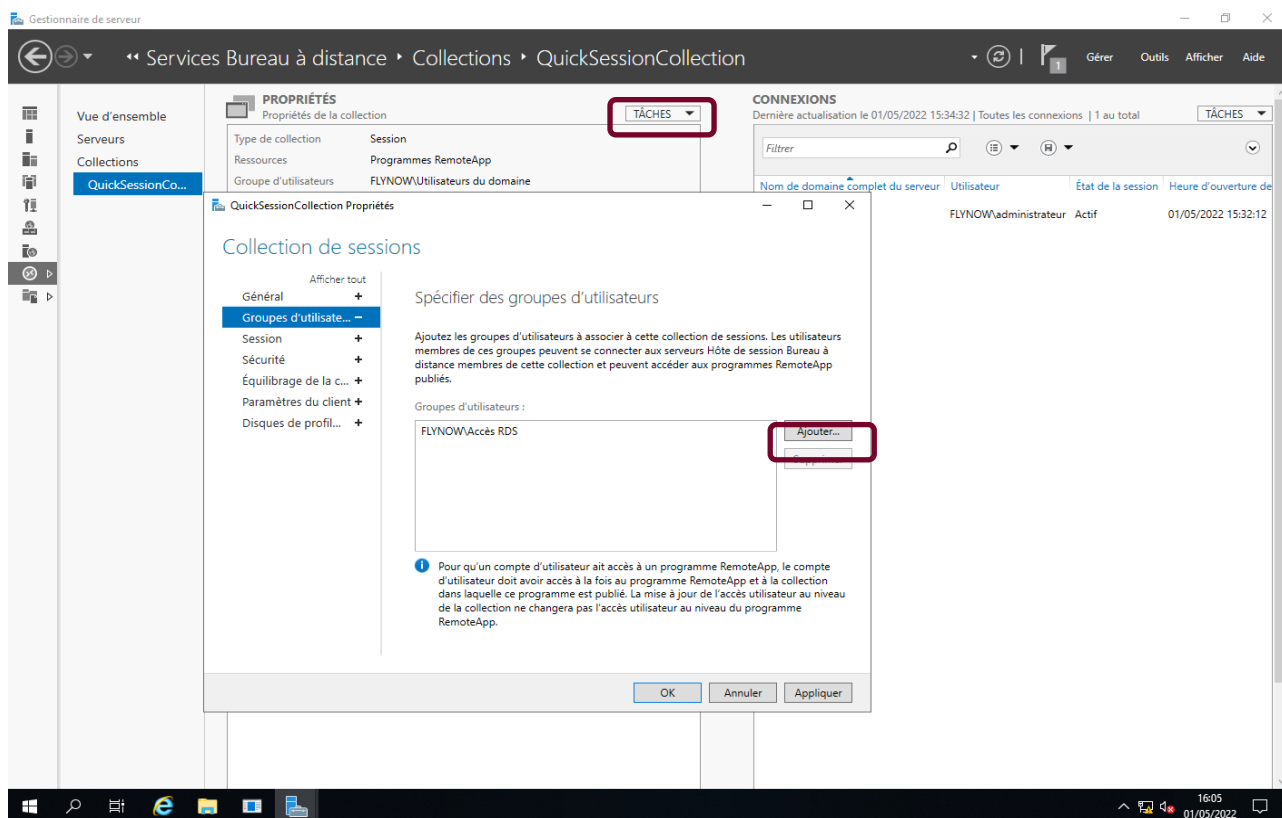 Gestionnaire de serveur
Services Bureau à distance
Collections
QuickSessionCollection
1
Gérer
Outils
Afficher
Aide
Vue d'ensemble
Serveurs
Collections
QuickSessionCo...
PROPRIÉTÉS
Propriétés de la collection
TÂCHES
Type de collection Session
Ressources Programmes RemoteApp
Groupe d'utilisateurs FLYNOW\Utilisateurs du domaine
CONNEXIONS
Dernière actualisation le 01/05/2022 15:34:32 | Toutes les connexions | 1 au total
TÂCHES
Filtrer
Nom de domaine complet du serveur Utilisateur État de la session Heure d'ouverture de
FLYNOW\administrateur Actif 01/05/2022 15:32:12
QuickSessionCollection Propriétés
Collection de sessions
Afficher tout
Général +
Groupes d'utilisate... –
Session +
Sécurité +
Équilibrage de la c... +
Paramètres du client +
Disques de profil... +
Spécifier des groupes d'utilisateurs
Ajoutez les groupes d'utilisateurs à associer à cette collection de sessions. Les utilisateurs
membres de ces groupes peuvent se connecter aux serveurs Hôte de session Bureau à
distance membres de cette collection et peuvent accéder aux programmes RemoteApp
publiés.
Groupes d'utilisateurs :
FLYNOW\Accès RDS
Ajouter...
Pour qu'un compte d'utilisateur ait accès à un programme RemoteApp, le compte
d'utilisateur doit avoir accès à la fois au programme RemoteApp et à la collection
dans laquelle ce programme est publié. La mise à jour de l'accès utilisateur au niveau
de la collection ne changera pas l'accès utilisateur au niveau du programme
RemoteApp.
OK
Annuler
Appliquer
16:05
01/05/2022